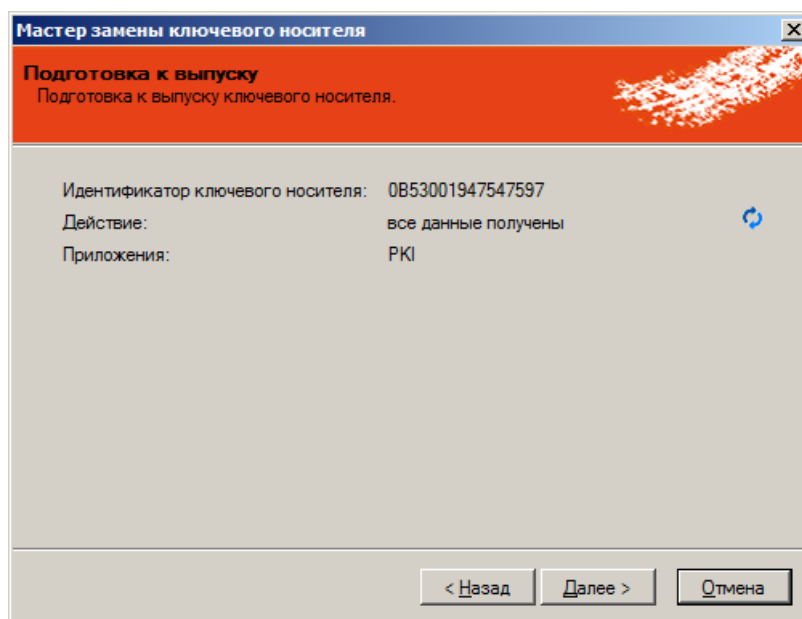 Мастер замены ключевого носителя
Подготовка к выпуску
Подготовка к выпуску ключевого носителя.
Идентификатор ключевого носителя: 0B53001947547597
Действие: все данные получены
Приложения: PKI
< Назад Далее > Отмена